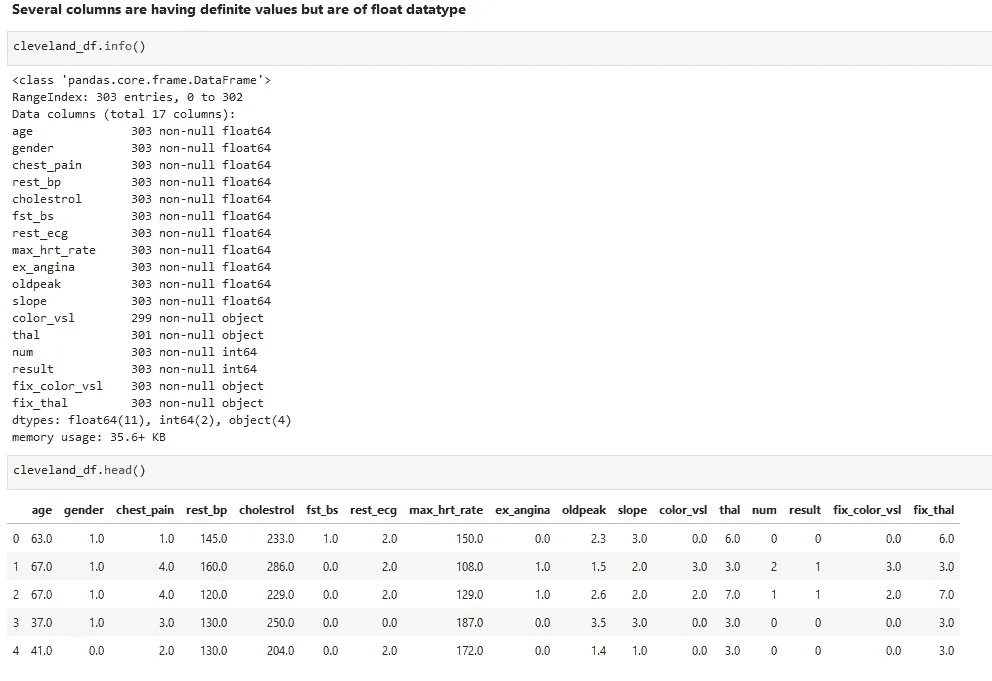 Several columns are having definite values but are of float datatype
cleveland_df.info()
<class 'pandas.core.frame.DataFrame'>
RangeIndex: 303 entries, 0 to 302
Data columns (total 17 columns):
age 303 non-null float64
gender 303 non-null float64
chest_pain 303 non-null float64
rest_bp 303 non-null float64
cholestrol 303 non-null float64
fst_bs 303 non-null float64
rest_ecg 303 non-null float64
max_hrt_rate 303 non-null float64
ex_angina 303 non-null float64
oldpeak 303 non-null float64
slope 303 non-null float64
color_vsl 299 non-null object
thal 301 non-null object
num 303 non-null int64
result 303 non-null int64
fix_color_vsl 303 non-null object
fix_thal 303 non-null object
dtypes: float64(11), int64(2), object(4)
memory usage: 35.6+ KB
cleveland_df.head()
age gender chest_pain rest_bp cholestrol fst_bs rest_ecg max_hrt_rate ex_angina oldpeak slope color_vsl thal num result fix_color_vsl fix_thal
0 63.0 1.0 1.0 145.0 233.0 1.0 2.0 150.0 0.0 2.3 3.0 0.0 6.0 0 0 0.0 6.0
1 67.0 1.0 4.0 160.0 286.0 0.0 2.0 108.0 1.0 1.5 2.0 3.0 3.0 2 1 3.0 3.0
2 67.0 1.0 4.0 120.0 229.0 0.0 2.0 129.0 1.0 2.6 2.0 2.0 7.0 1 1 2.0 7.0
3 37.0 1.0 3.0 130.0 250.0 0.0 0.0 187.0 0.0 3.5 3.0 0.0 3.0 0 0 0.0 3.0
4 41.0 0.0 2.0 130.0 204.0 0.0 2.0 172.0 0.0 1.4 1.0 0.0 3.0 0 0 0.0 3.0